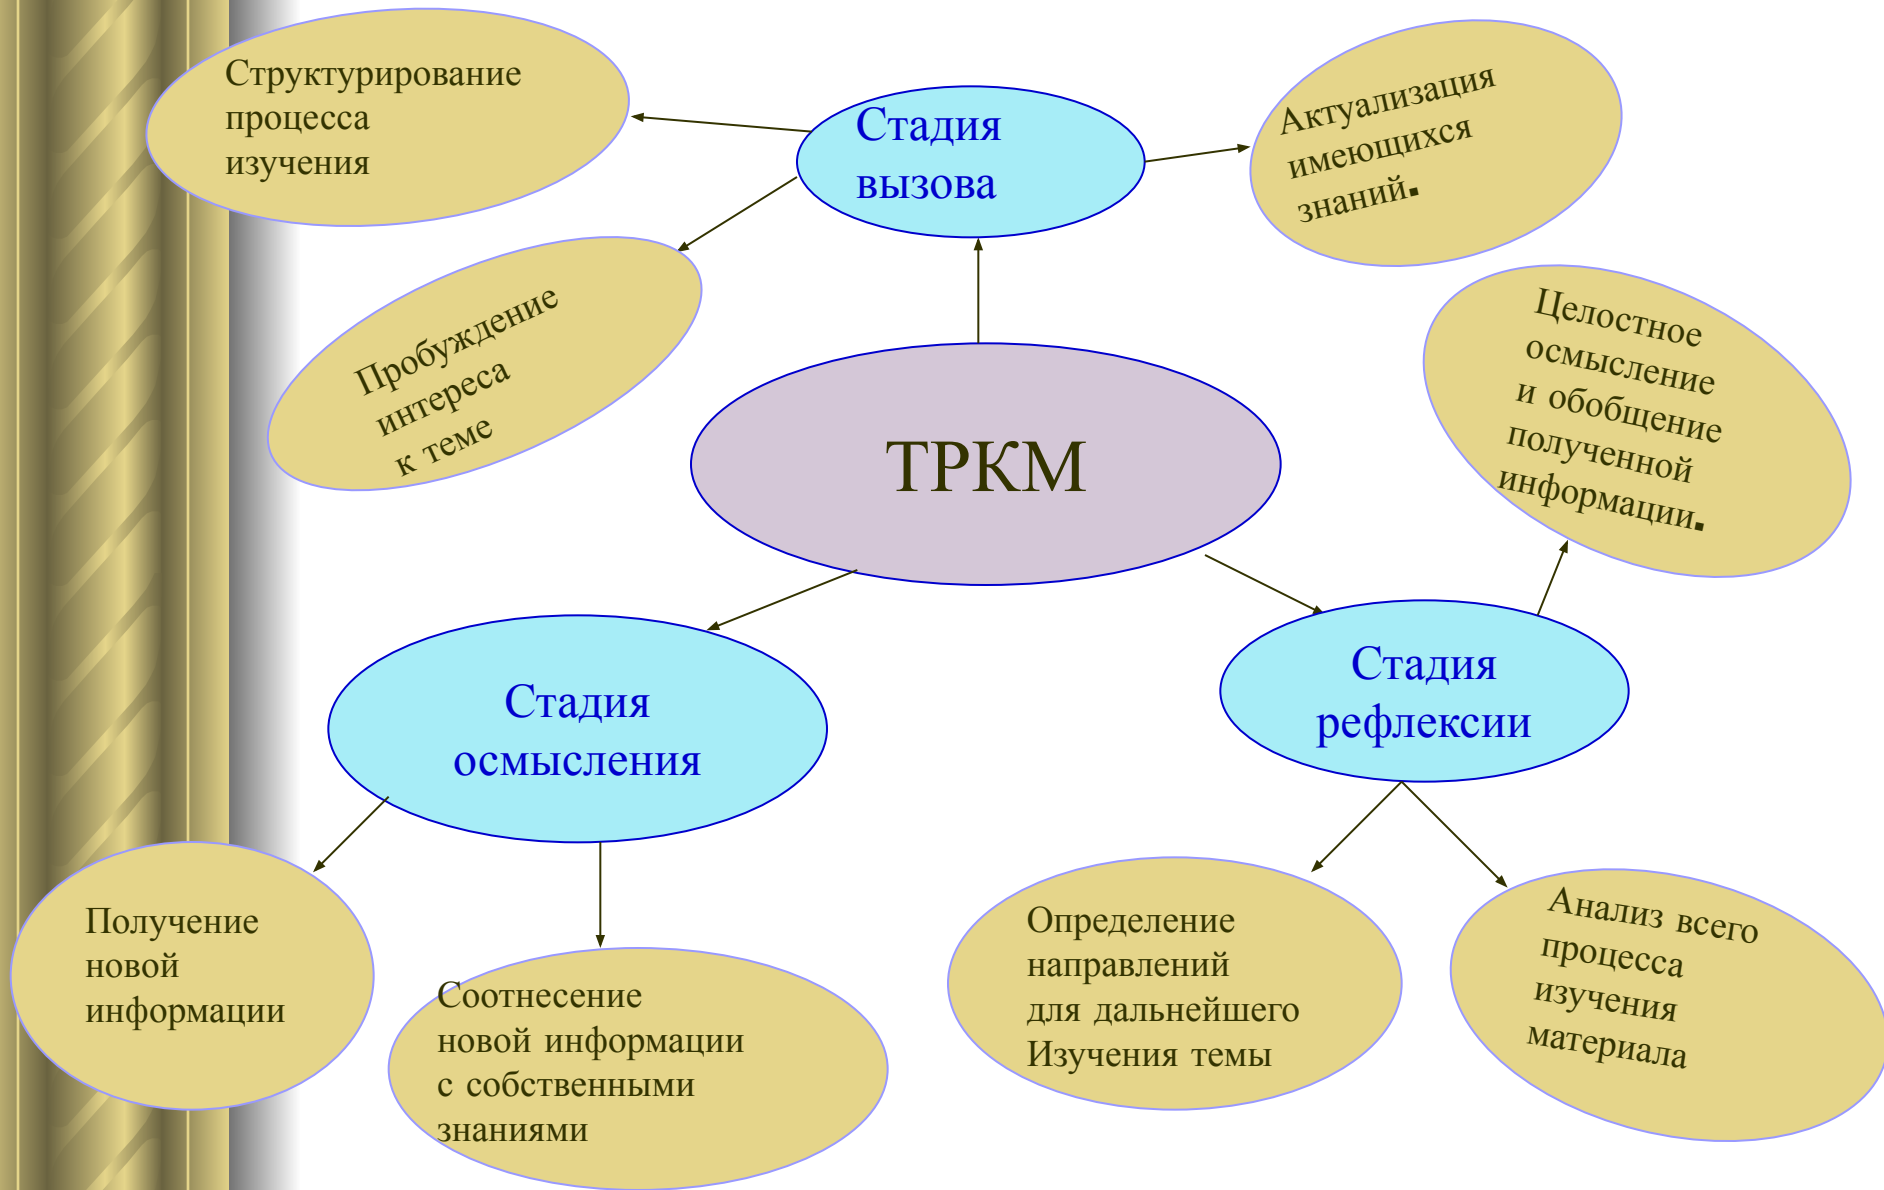 Структурирование
процесса
изучения
Стадия
вызова
Актуализация
имеющихся
знаний.
Пробуждение
интереса
к теме
Целостное
осмысление
и обобщение
полученной
информации.
ТРКМ
Стадия
осмысления
Стадия
рефлексии
Получение
новой
информации
Соотнесение
новой информации
с собственными
знаниями
Определение
направлений
для дальнейшего
Изучения темы
Анализ всего
процесса
изучения
материала